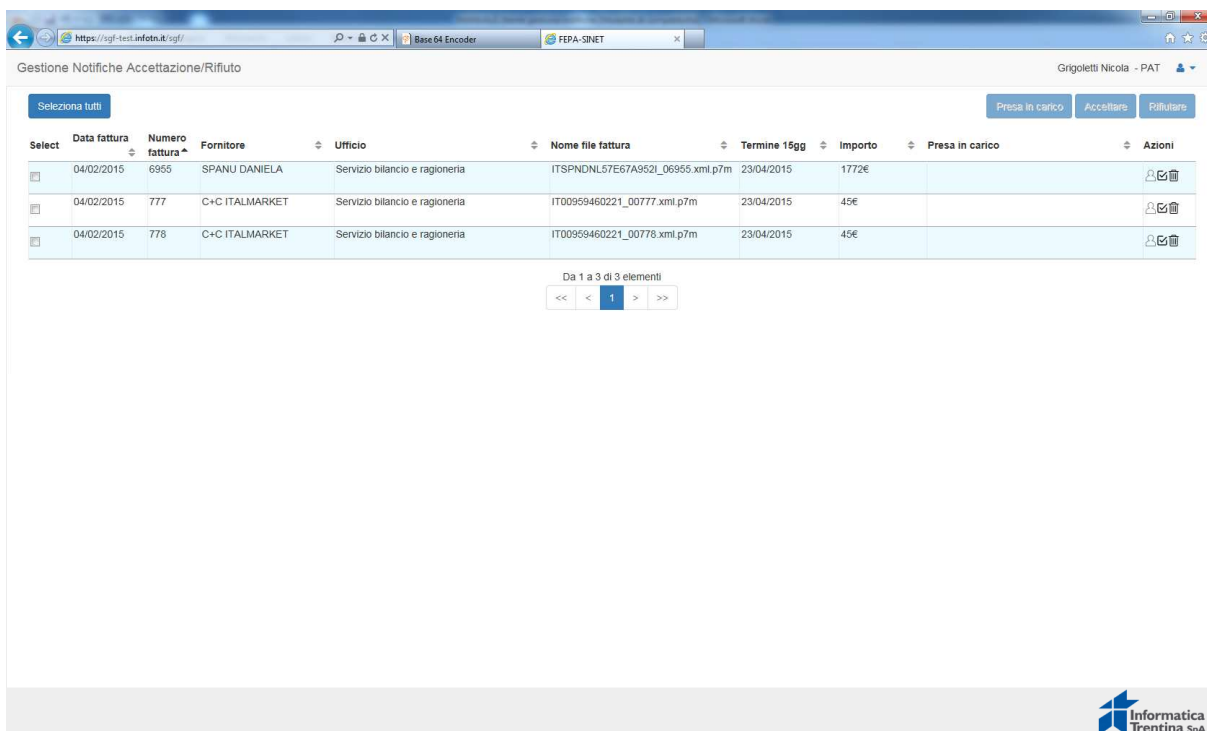 https://sgf-test.infotn.it/sgf/
Base 64 Encoder
FEPA-SINET
Gestione Notifiche Accettazione/Rifiuto
Grigoletti Nicola - PAT
Seleziona tutti
Presa in carico Accettare Rifiutare
Select Data fattura Numero fattura Fornitore Ufficio Nome file fattura Termine 15gg Importo Presa in carico Azioni
04/02/2015 6955 SPANU DANIELA Servizio bilancio e ragioneria ITSPNDNL57E67A952I_06955.xml.p7m 23/04/2015 1772€
04/02/2015 777 C+C ITALMARKET Servizio bilancio e ragioneria IT00959460221_00777.xml.p7m 23/04/2015 45€
04/02/2015 778 C+C ITALMARKET Servizio bilancio e ragioneria IT00959460221_00778.xml.p7m 23/04/2015 45€
Da 1 a 3 di 3 elementi
<< < 1 > >>
Informatica
Trentina SpA